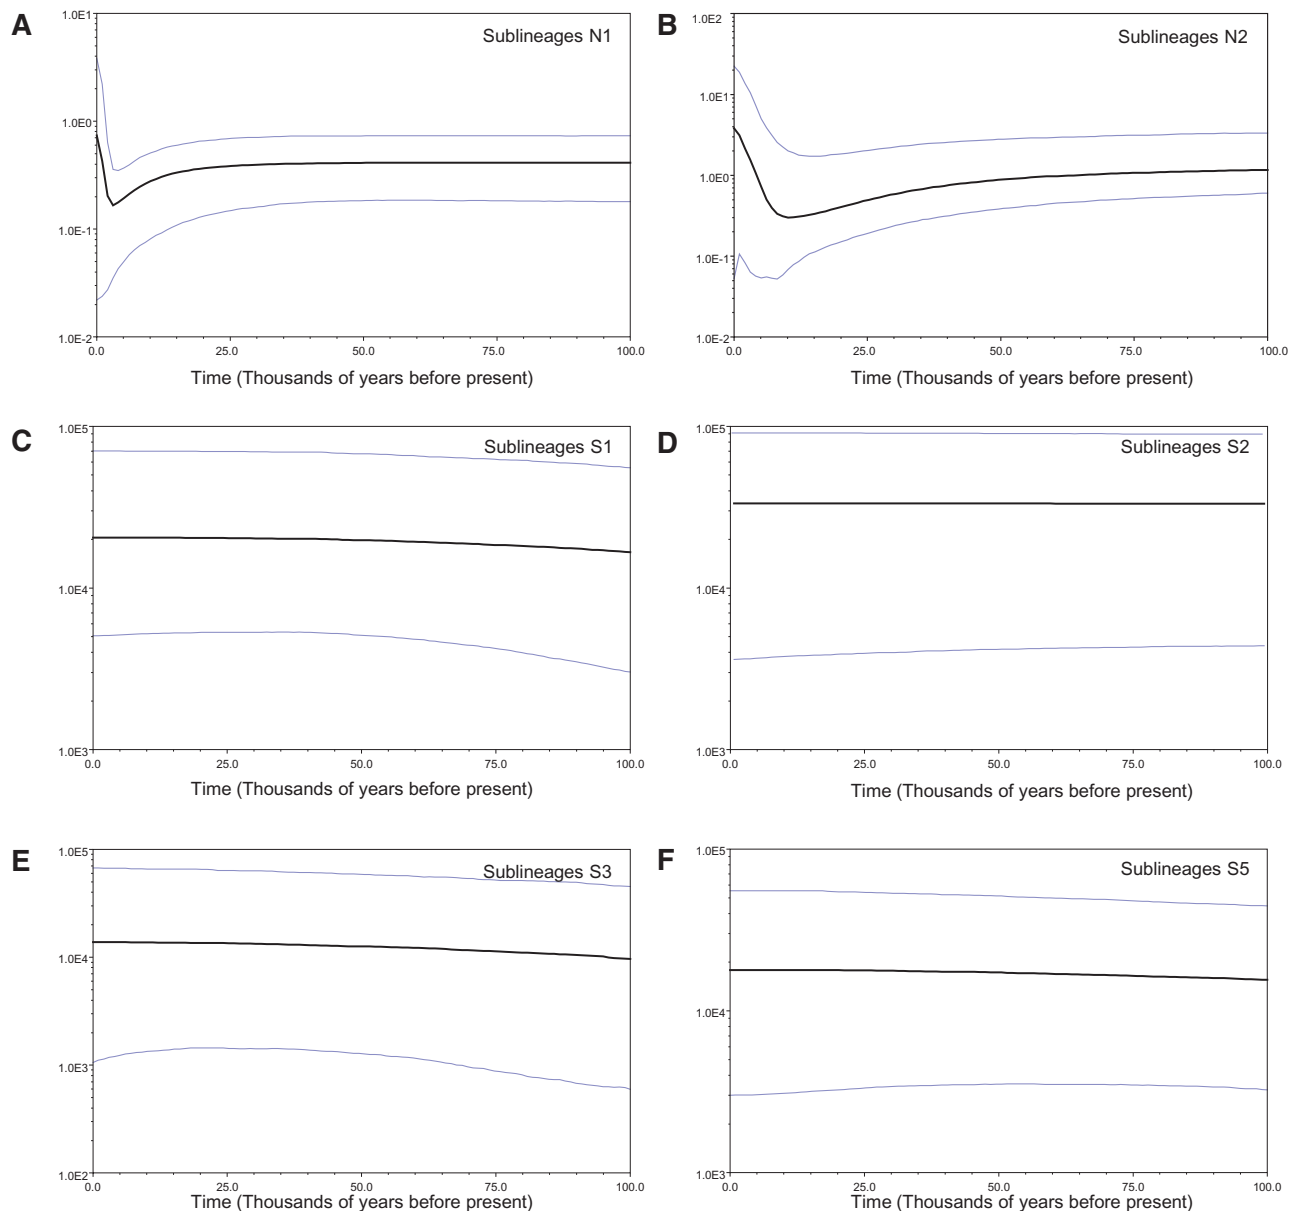 A
Sublineages N1
1.0E1
1.0E0
1.0E-1
1.0E-2
0.0 25.0 50.0 75.0 100.0
Time (Thousands of years before present)
B
Sublineages N2
1.0E2
1.0E1
1.0E0
1.0E-1
1.0E-2
0.0 25.0 50.0 75.0 100.0
Time (Thousands of years before present)
C
Sublineages S1
1.0E5
1.0E4
1.0E3
0.0 25.0 50.0 75.0 100.0
Time (Thousands of years before present)
D
Sublineages S2
1.0E5
1.0E4
1.0E3
0.0 25.0 50.0 75.0 100.0
Time (Thousands of years before present)
E
Sublineages S3
1.0E5
1.0E4
1.0E3
1.0E2
0.0 25.0 50.0 75.0 100.0
Time (Thousands of years before present)
F
Sublineages S5
1.0E5
1.0E4
1.0E3
0.0 25.0 50.0 75.0 100.0
Time (Thousands of years before present)